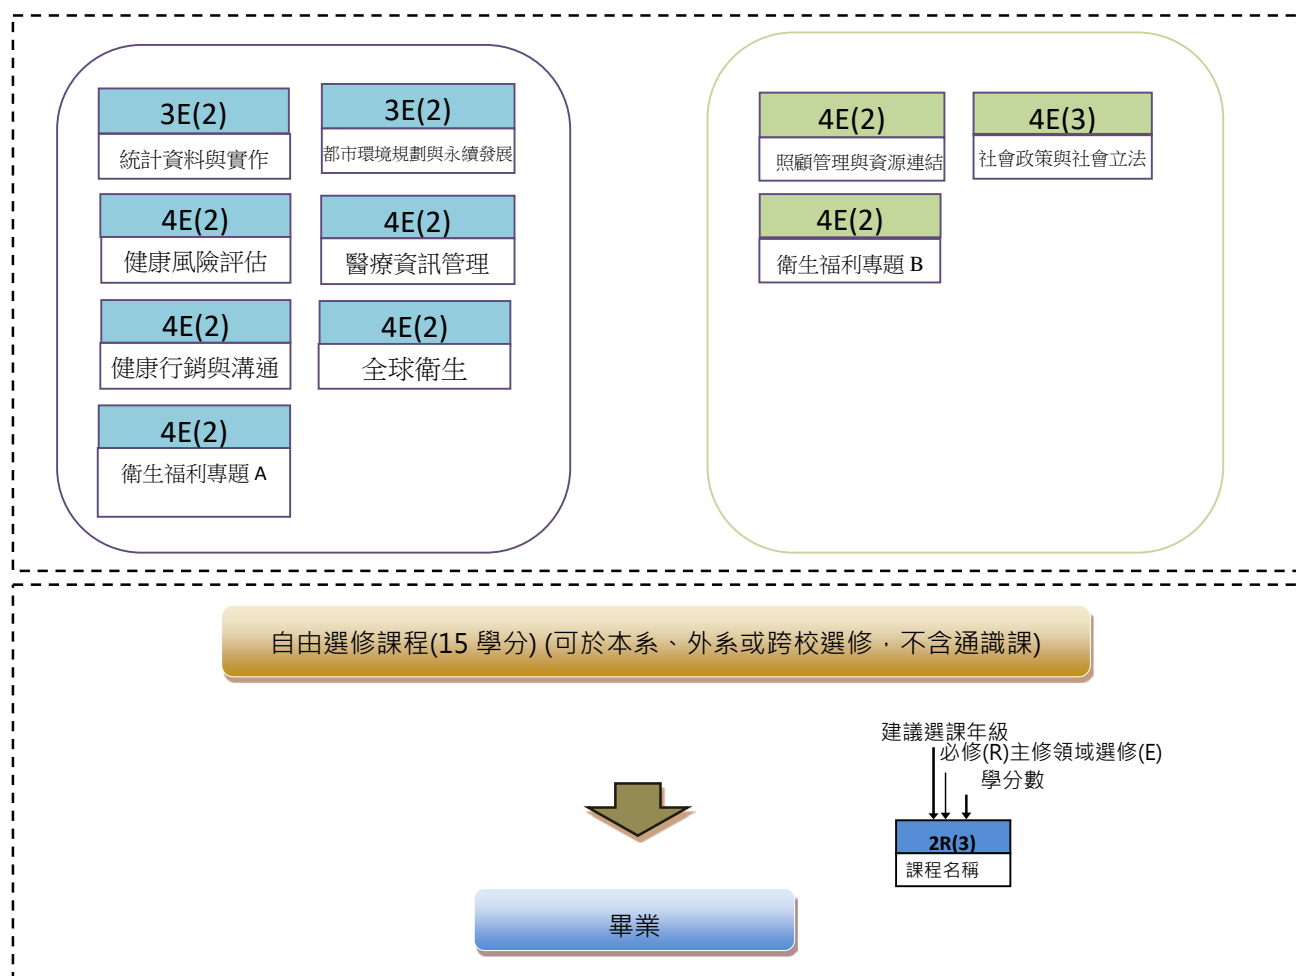 3E(2)
統計資料與實作
3E(2)
都市環境規劃與永續發展
4E(2)
健康風險評估
4E(2)
醫療資訊管理
4E(2)
健康行銷與溝通
4E(2)
全球衛生
4E(2)
衛生福利專題 A
4E(2)
照顧管理與資源連結
4E(3)
社會政策與社會立法
4E(2)
衛生福利專題 B
自由選修課程(15 學分) (可於本系、外系或跨校選修，不含通識課)
建議選課年級
必修(R)主修領域選修(E)
學分數
2R(3)
課程名稱
畢業